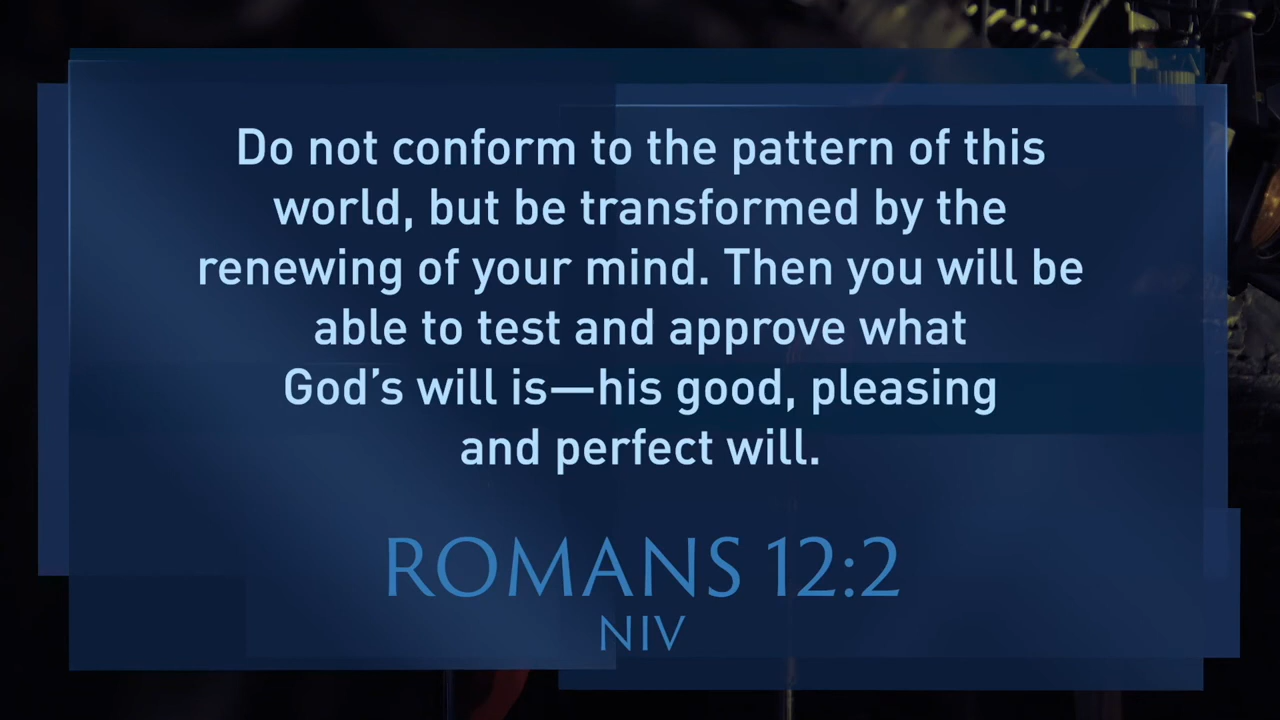 Do not conform to the pattern of this
world, but be transformed by the
renewing of your mind. Then you will be
able to test and approve what
God’s will is—his good, pleasing
and perfect will.
ROMANS 12:2
NIV